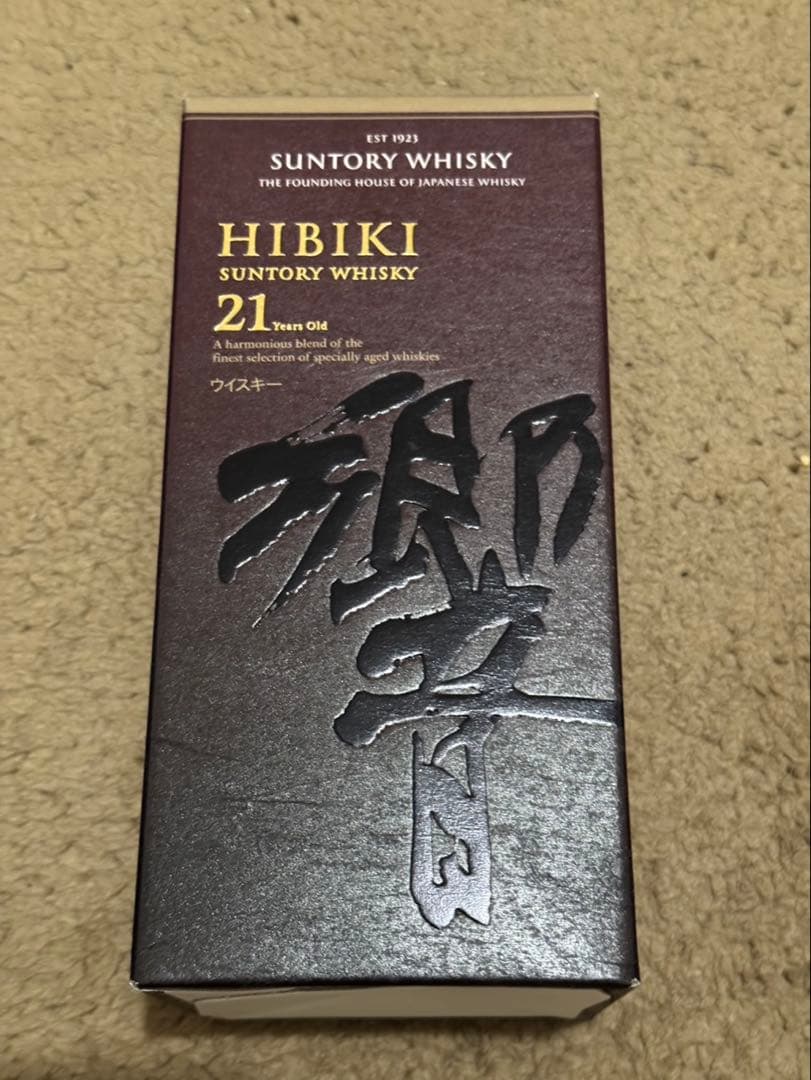 EST 1923
SUNTORY WHISKY
THE FOUNDING HOUSE OF JAPANESE WHISKY
HIBIKI
SUNTORY WHISKY
21 Years Old
A harmonious blend of the
finest selection of specially aged whiskies
ウイスキー
響